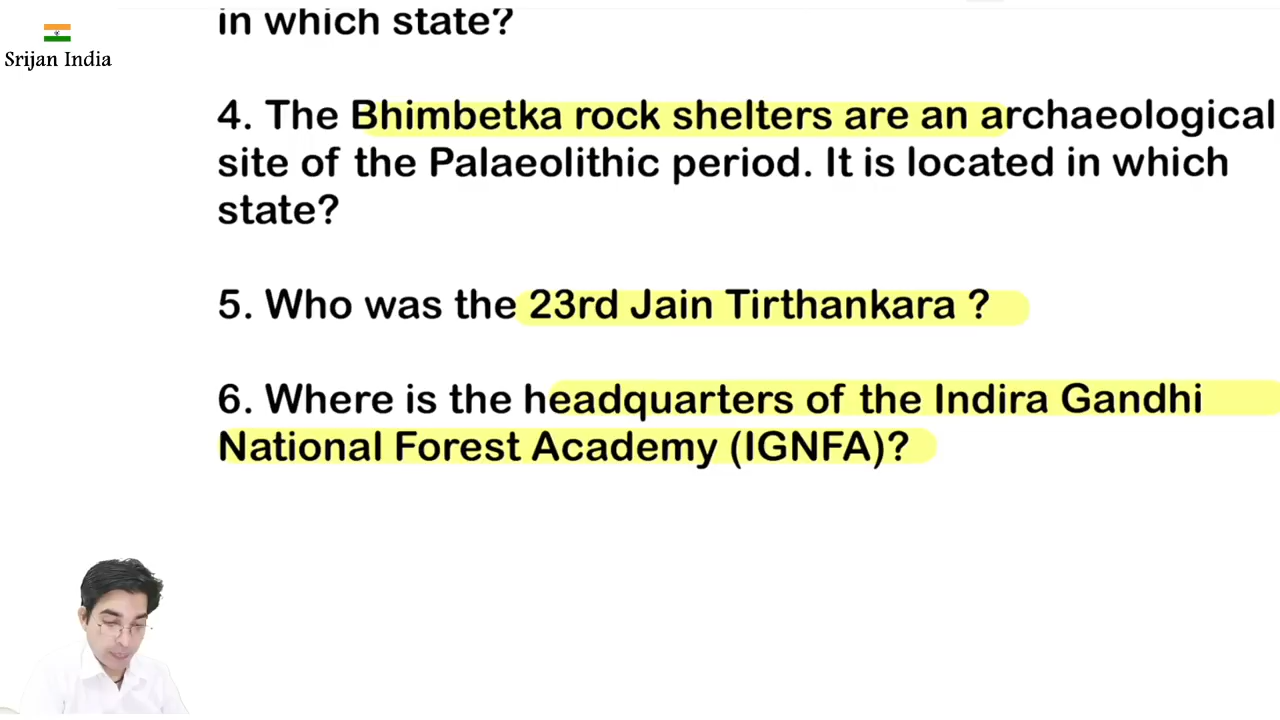 Srijan India
in which state?
4. The Bhimbetka rock shelters are an archaeological
site of the Palaeolithic period. It is located in which
state?
5. Who was the 23rd Jain Tirthankara ?
6. Where is the headquarters of the Indira Gandhi
National Forest Academy (IGNFA)?